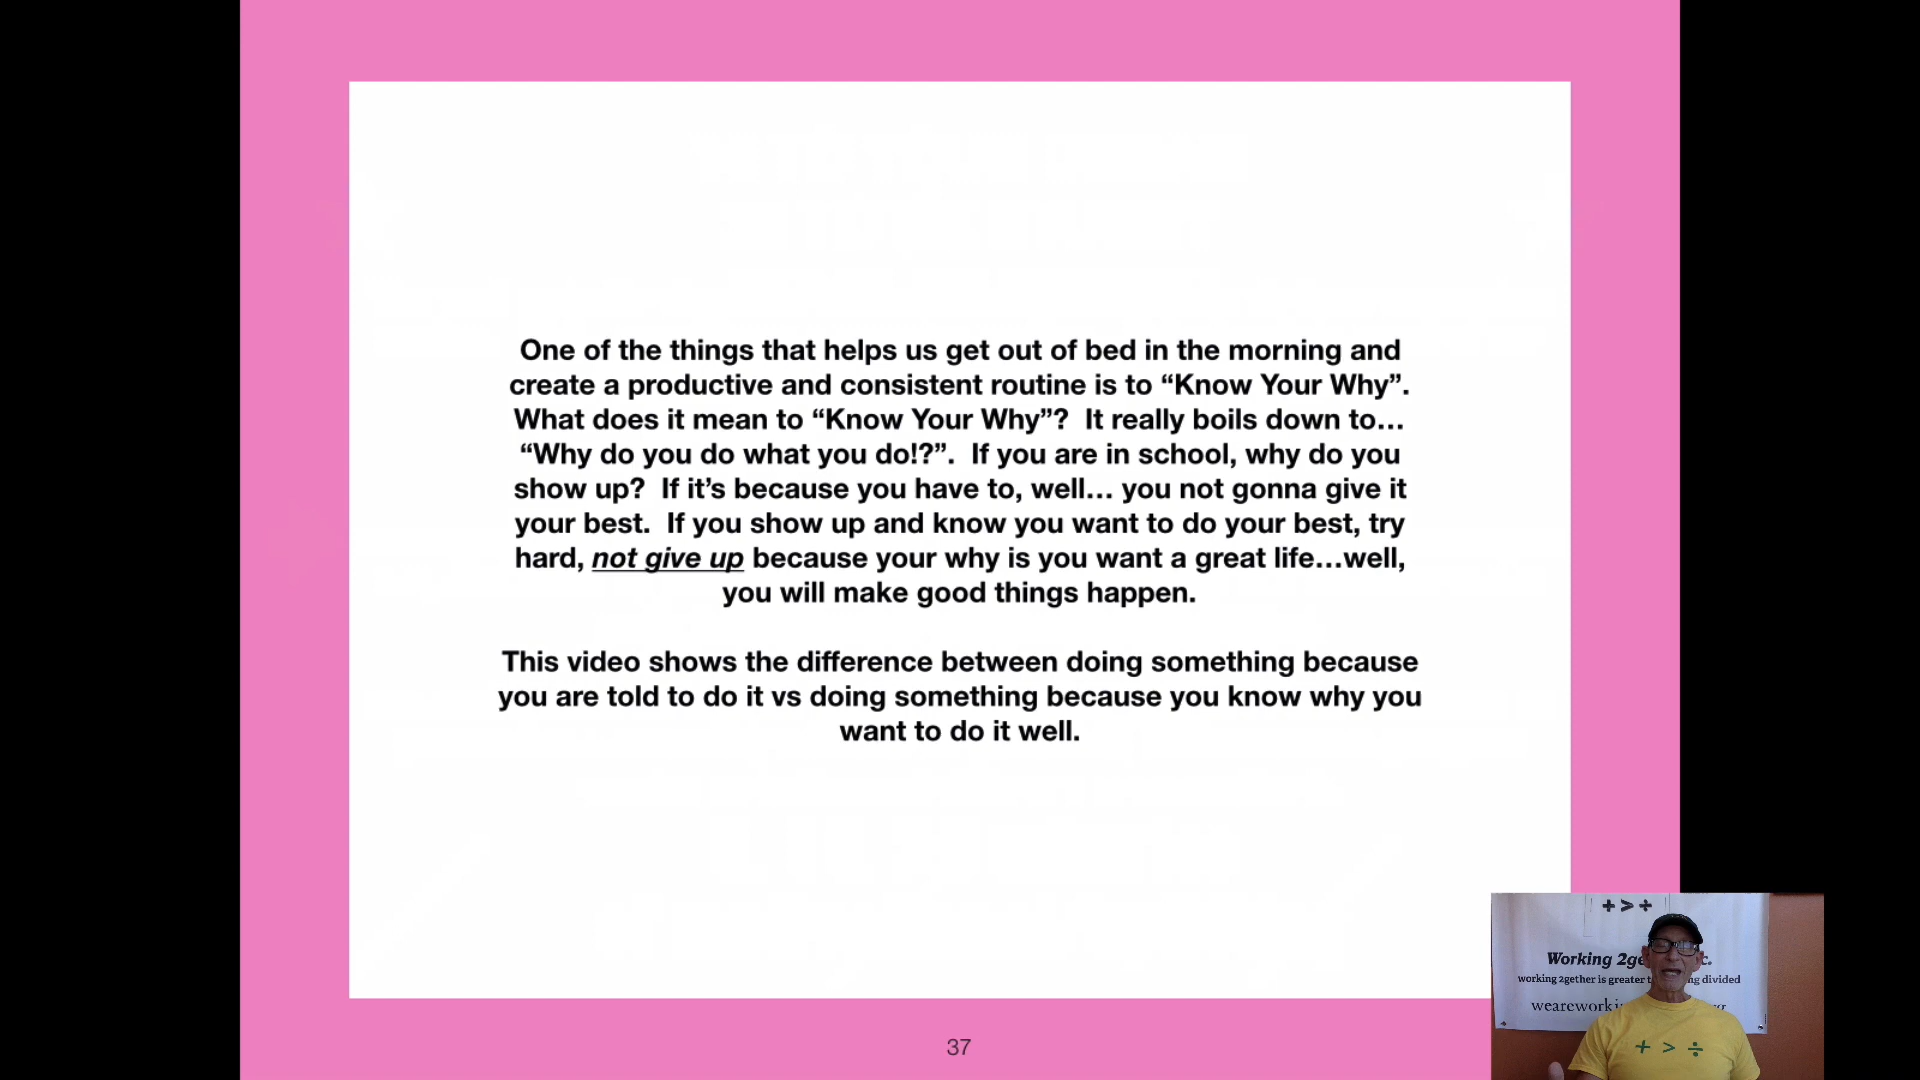 One of the things that helps us get out of bed in the morning and
create a productive and consistent routine is to “Know Your Why”.
What does it mean to “Know Your Why”?  It really boils down to…
“Why do you do what you do!?”.  If you are in school, why do you
show up?  If it’s because you have to, well… you not gonna give it
your best.  If you show up and know you want to do your best, try
hard, not give up because your why is you want a great life…well,
you will make good things happen.
This video shows the difference between doing something because
you are told to do it vs doing something because you know why you
want to do it well.
37
+ > +
Working 2ge c.
working 2gether is greater t ng divided
weareworki rg
+ > ÷